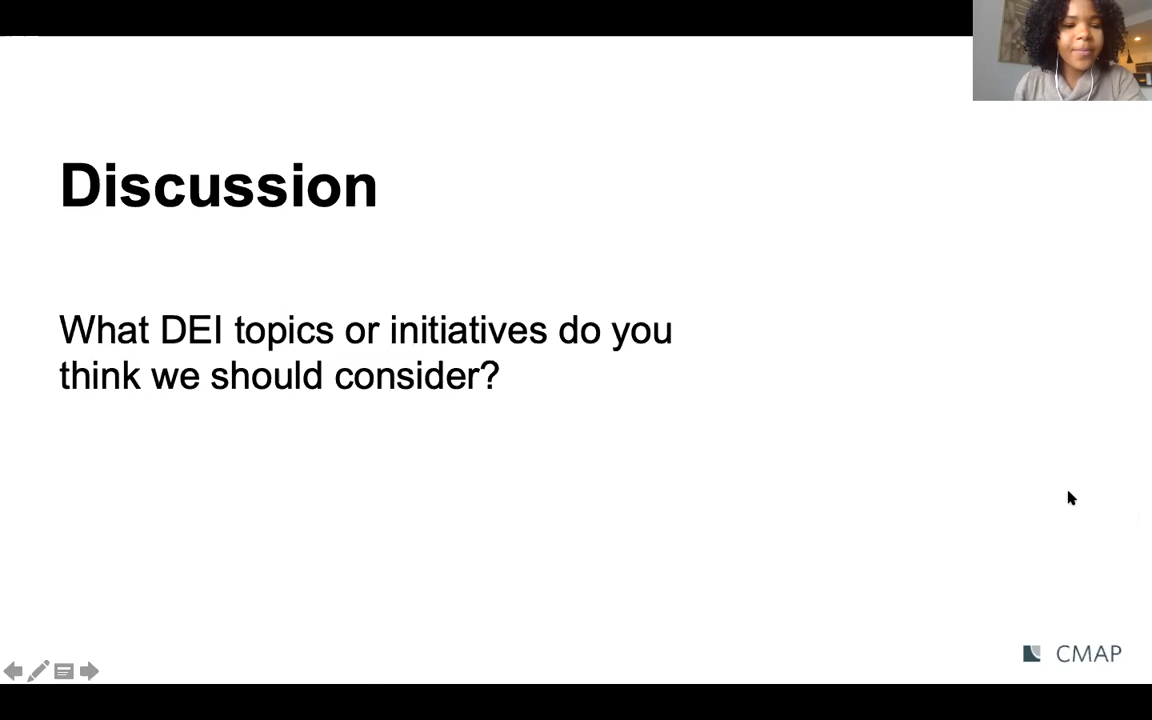 Discussion
What DEI topics or initiatives do you
think we should consider?
CMAP